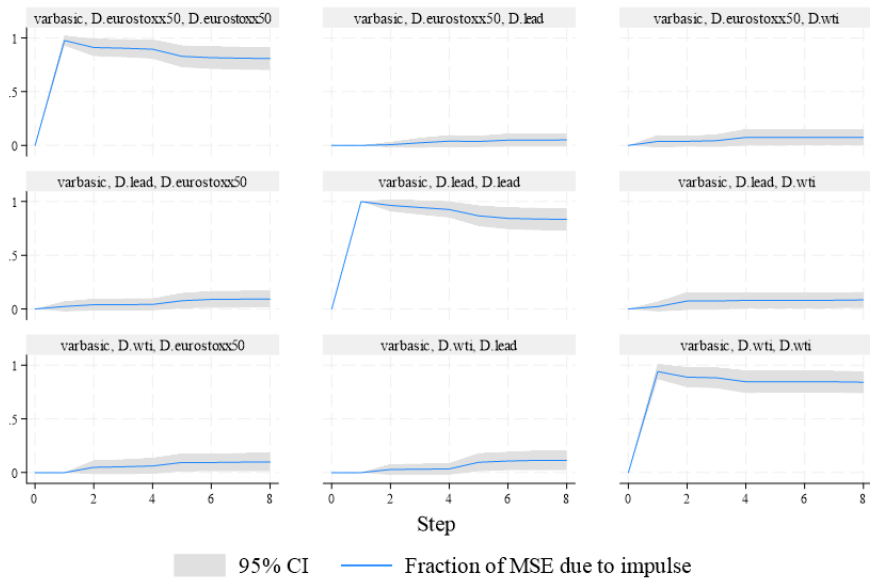 varbasic, D.eurostoxx50, D.eurostoxx50
varbasic, D.eurostoxx50, D.lead
varbasic, D.eurostoxx50, D.wti
1
.5
0
varbasic, D.lead, D.eurostoxx50
varbasic, D.lead, D.lead
varbasic, D.lead, D.wti
1
.5
0
varbasic, D.wti, D.eurostoxx50
varbasic, D.wti, D.lead
varbasic, D.wti, D.wti
1
.5
0
0 2 4 6 8
0 2 4 6 8
0 2 4 6 8
Step
95% CI
Fraction of MSE due to impulse